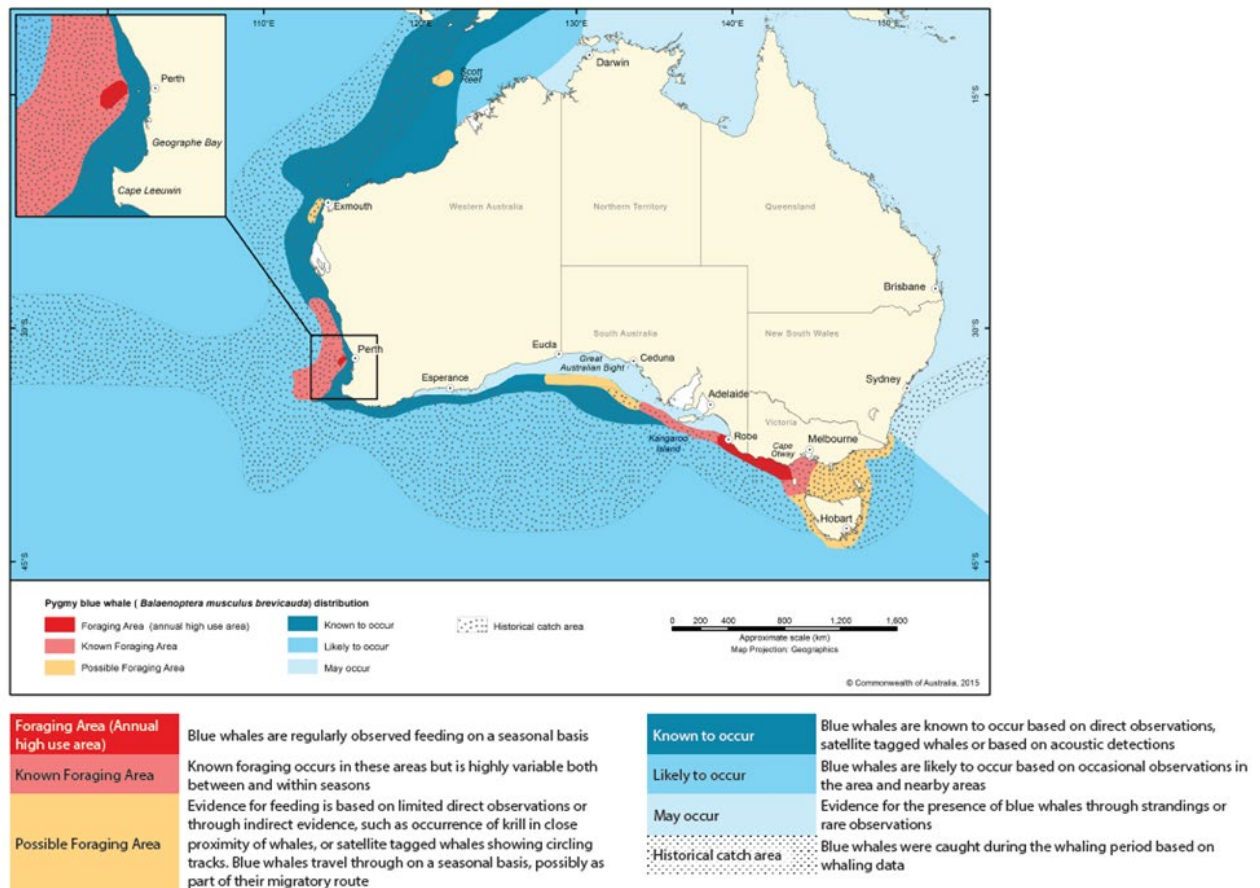 110°E
120°E
130°E
140°E
150°E
Perth
Geographe Bay
Cape Leeuwin
Scott
Reef
Darwin
15°S
15°S
Exmouth
Western Australia
Northern Territory
Queensland
Brisbane
30°S
30°S
South Australia
New South Wales
Perth
Eucla
Great
Australian Bight
Ceduna
Esperance
Sydney
Adelaide
Victoria
Kangaroo
Island
Robe
Cape
Otway
Melbourne
Hobart
45°S
45°S
Pygmy blue whale ( Balaenoptera musculus brevicauda) distribution
Foraging Area (annual high use area)
Known to occur
Historical catch area
Known Foraging Area
Likely to occur
Possible Foraging Area
May occur
0 200 400 800 1,200 1,600
Approximate scale (km)
Map Projection: Geographics
© Commonwealth of Australia, 2015
Foraging Area (Annual
high use area)
Blue whales are regularly observed feeding on a seasonal basis
Known Foraging Area
Known foraging occurs in these areas but is highly variable both
between and within seasons
Possible Foraging Area
Evidence for feeding is based on limited direct observations or
through indirect evidence, such as occurrence of krill in close
proximity of whales, or satellite tagged whales showing circling
tracks. Blue whales travel through on a seasonal basis, possibly as
part of their migratory route
Known to occur
Blue whales are known to occur based on direct observations,
satellite tagged whales or based on acoustic detections
Likely to occur
Blue whales are likely to occur based on occasional observations in
the area and nearby areas
May occur
Evidence for the presence of blue whales through strandings or
rare observations
Historical catch area
Blue whales were caught during the whaling period based on
whaling data